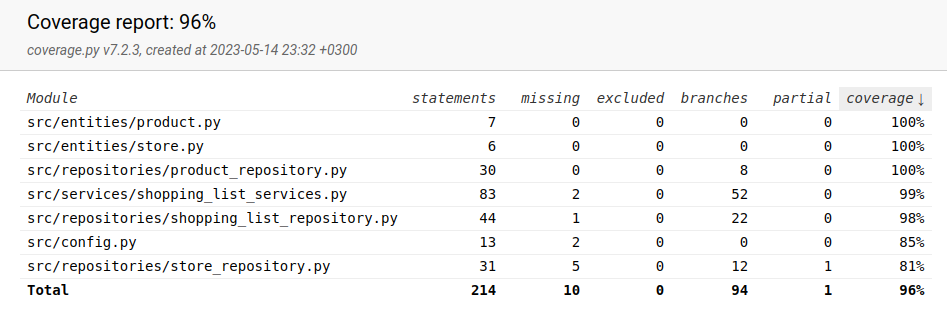 Coverage report: 96%
coverage.py v7.2.3, created at 2023-05-14 23:32 +0300
Module statements missing excluded branches partial coverage ↓
src/entities/product.py 7 0 0 0 0 100%
src/entities/store.py 6 0 0 0 0 100%
src/repositories/product_repository.py 30 0 0 8 0 100%
src/services/shopping_list_services.py 83 2 0 52 0 99%
src/repositories/shopping_list_repository.py 44 1 0 22 0 98%
src/config.py 13 2 0 0 0 85%
src/repositories/store_repository.py 31 5 0 12 1 81%
Total 214 10 0 94 1 96%